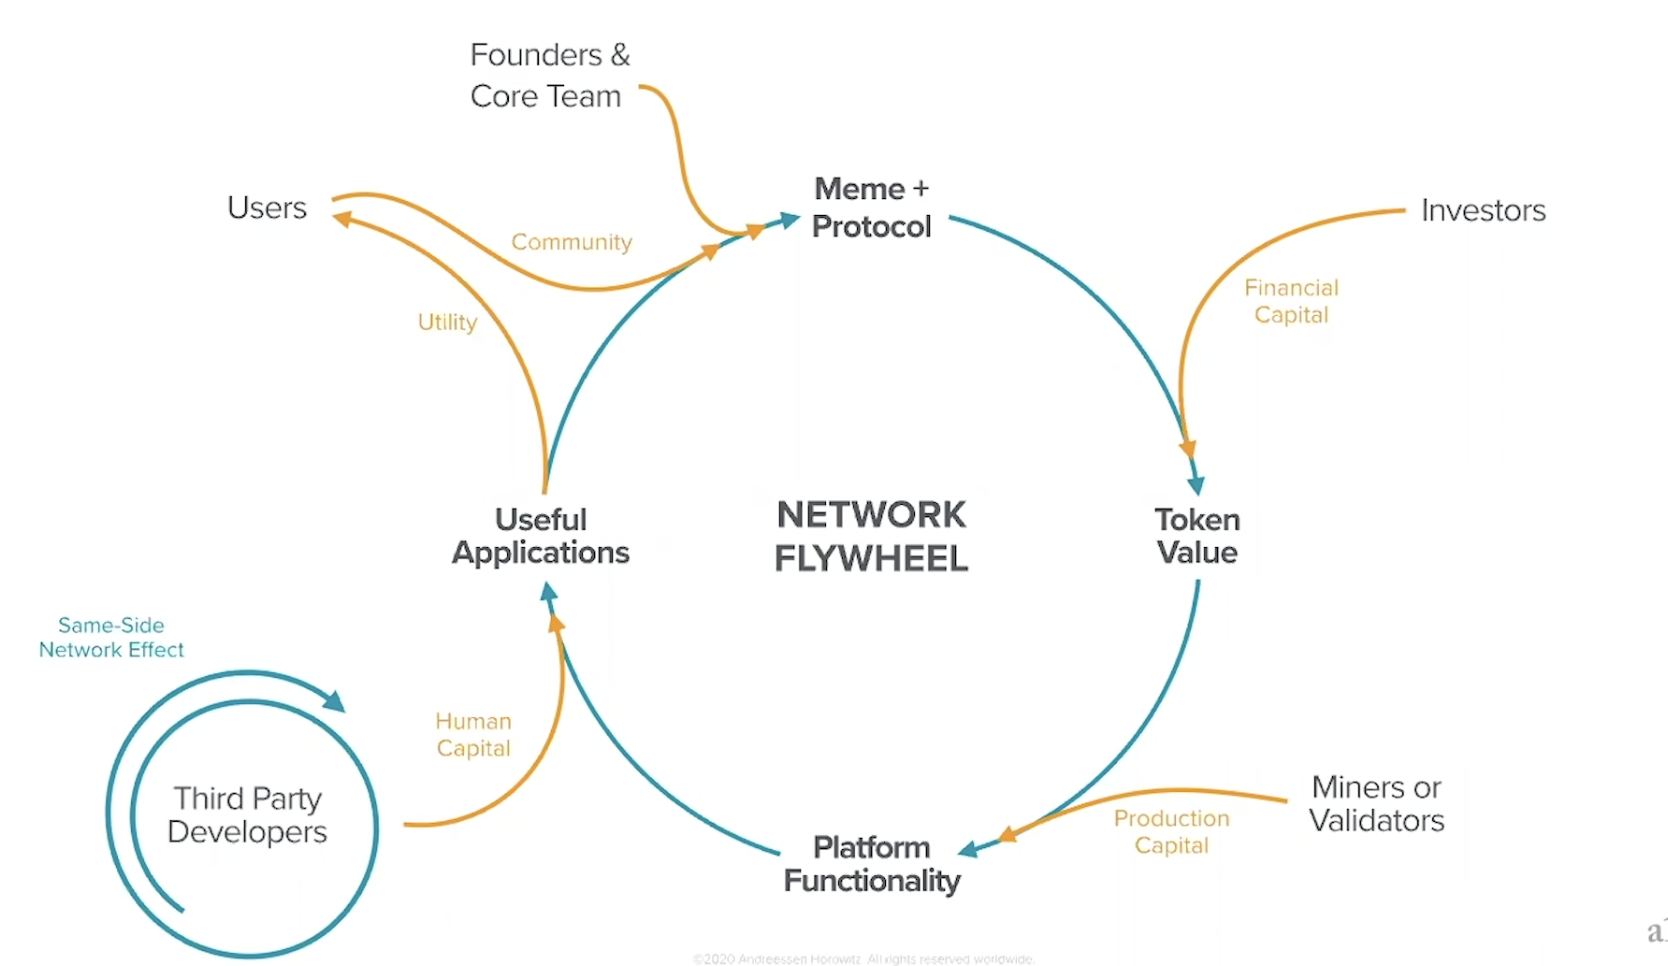 Founders &
Core Team
Users
Community
Utility
Meme +
Protocol
Investors
Financial
Capital
Useful
Applications
NETWORK
FLYWHEEL
Token
Value
Same-Side
Network Effect
Human
Capital
Third Party
Developers
Platform
Functionality
Production
Capital
Miners or
Validators
©2020 Andreessen Horowitz. All rights reserved worldwide.